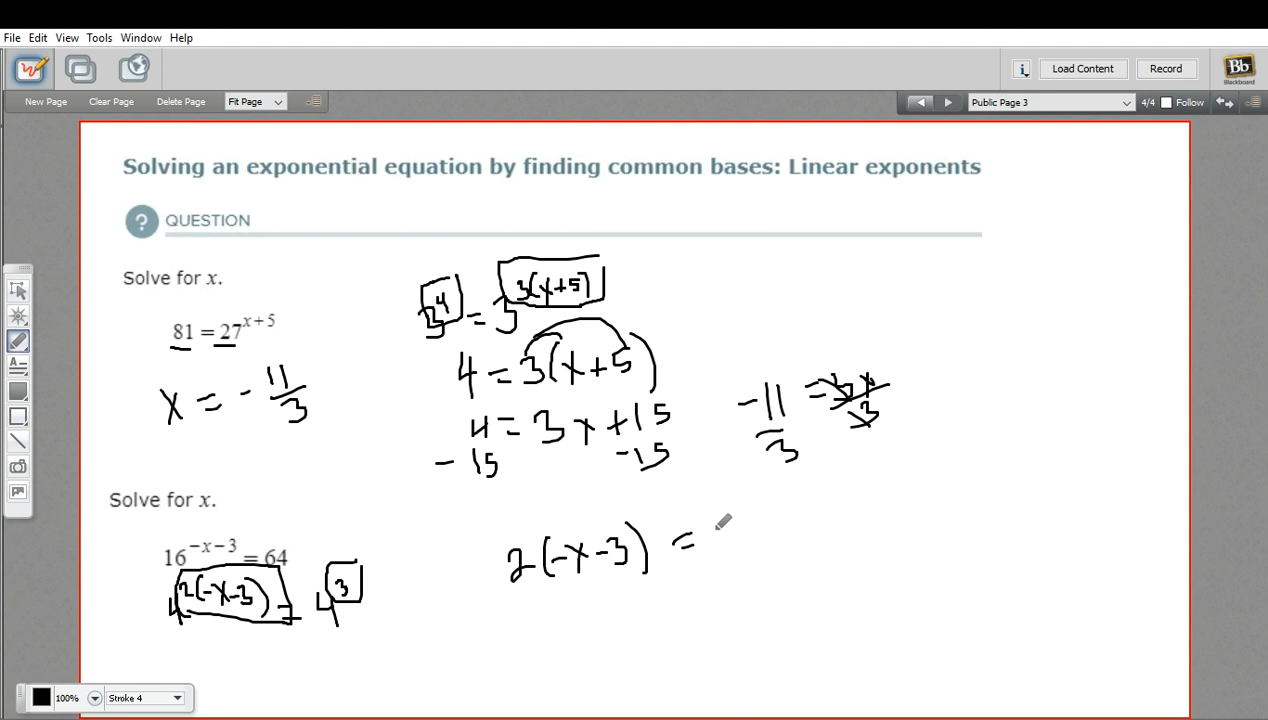 File Edit View Tools Window Help
Load Content Record Bb Blackboard
New Page Clear Page Delete Page Fit Page Public Page 3 4/4 Follow
Solving an exponential equation by finding common bases: Linear exponents
? QUESTION
Solve for x.
81 = 27^{x+5}
x = -11/3
3^4 = 3^{3(x+5)}
4 = 3(x+5)
4 = 3x+15
-15 -15
-11/3 = 3x/3
Solve for x.
16^{-x-3} = 64
4^{2(-x-3)} = 4^3
2(-x-3) =
100% Stroke 4